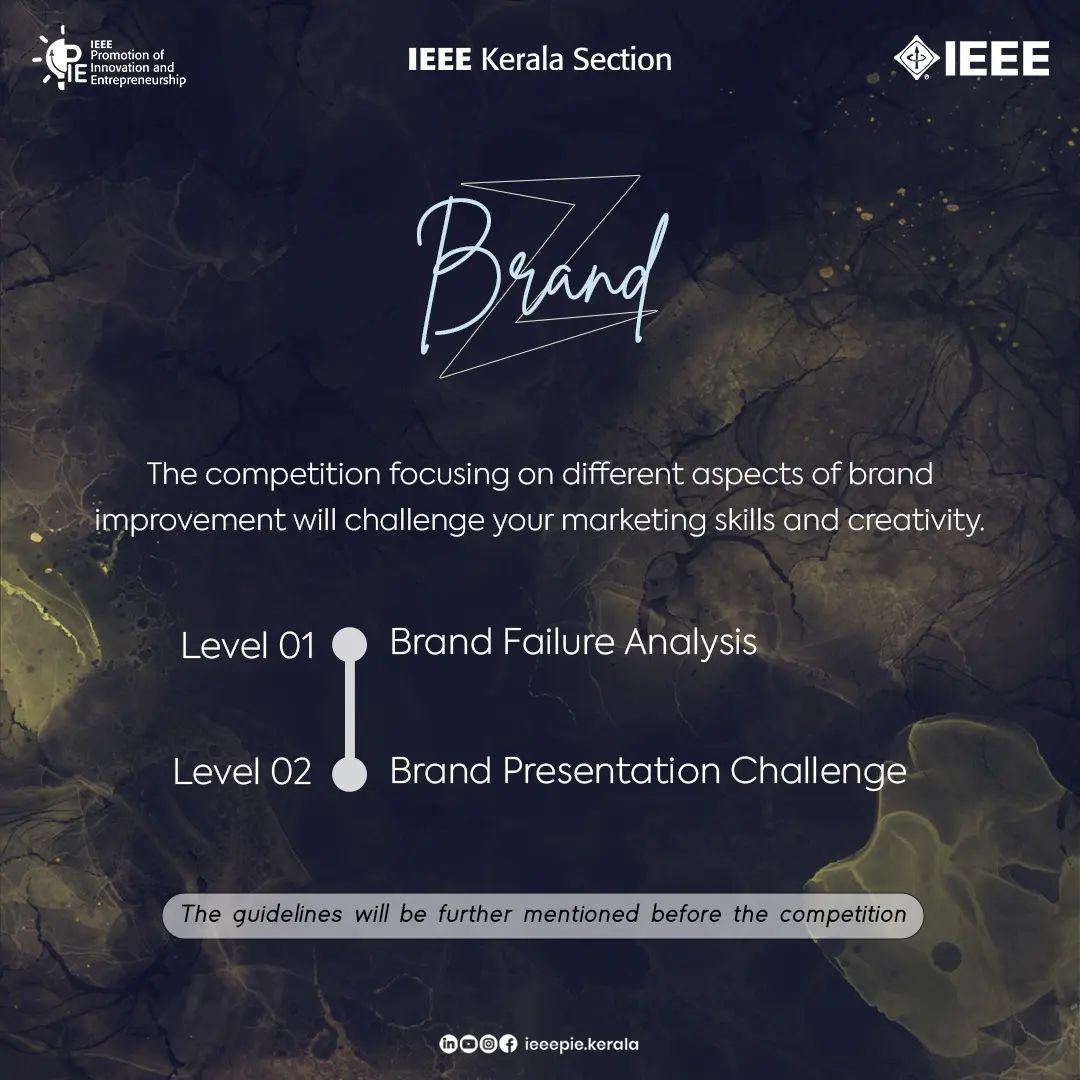 IEEE
Promotion of
Innovation and
Entrepreneurship
PIE
IEEE Kerala Section
IEEE
Brand
Z
The competition focusing on different aspects of brand
improvement will challenge your marketing skills and creativity.
Level 01 Brand Failure Analysis
Level 02 Brand Presentation Challenge
The guidelines will be further mentioned before the competition
ieeepie.kerala